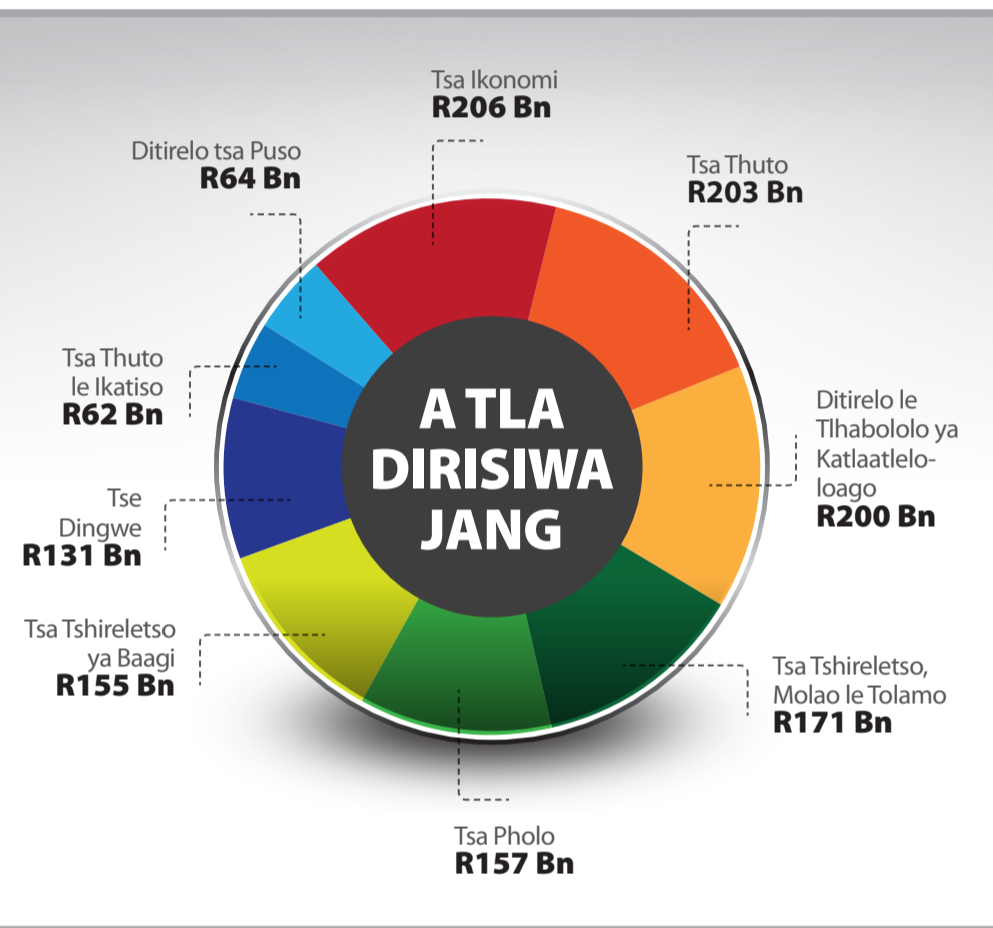 Tsa Ikonomi
R206 Bn
Ditirelo tsa Puso
R64 Bn
Tsa Thuto
R203 Bn
Tsa Thuto
le Ikatiso
R62 Bn
A TLA
DIRISIWA
JANG
Ditirelo le
Tlhabololo ya
Katlaatlelo-
loago
R200 Bn
Tse
Dingwe
R131 Bn
Tsa Tshireletso
ya Baagi
R155 Bn
Tsa Tshireletso,
Molao le Tolamo
R171 Bn
Tsa Pholo
R157 Bn